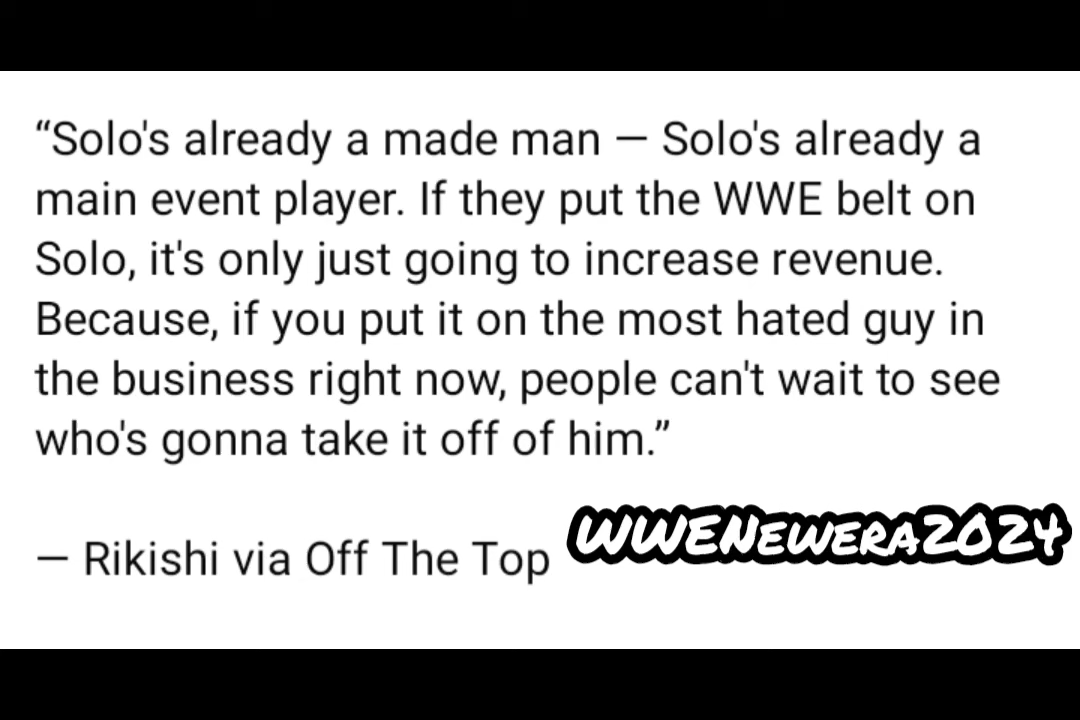 “Solo's already a made man — Solo's already a
main event player. If they put the WWE belt on
Solo, it's only just going to increase revenue.
Because, if you put it on the most hated guy in
the business right now, people can't wait to see
who's gonna take it off of him.”
— Rikishi via Off The Top
WWENewera2024